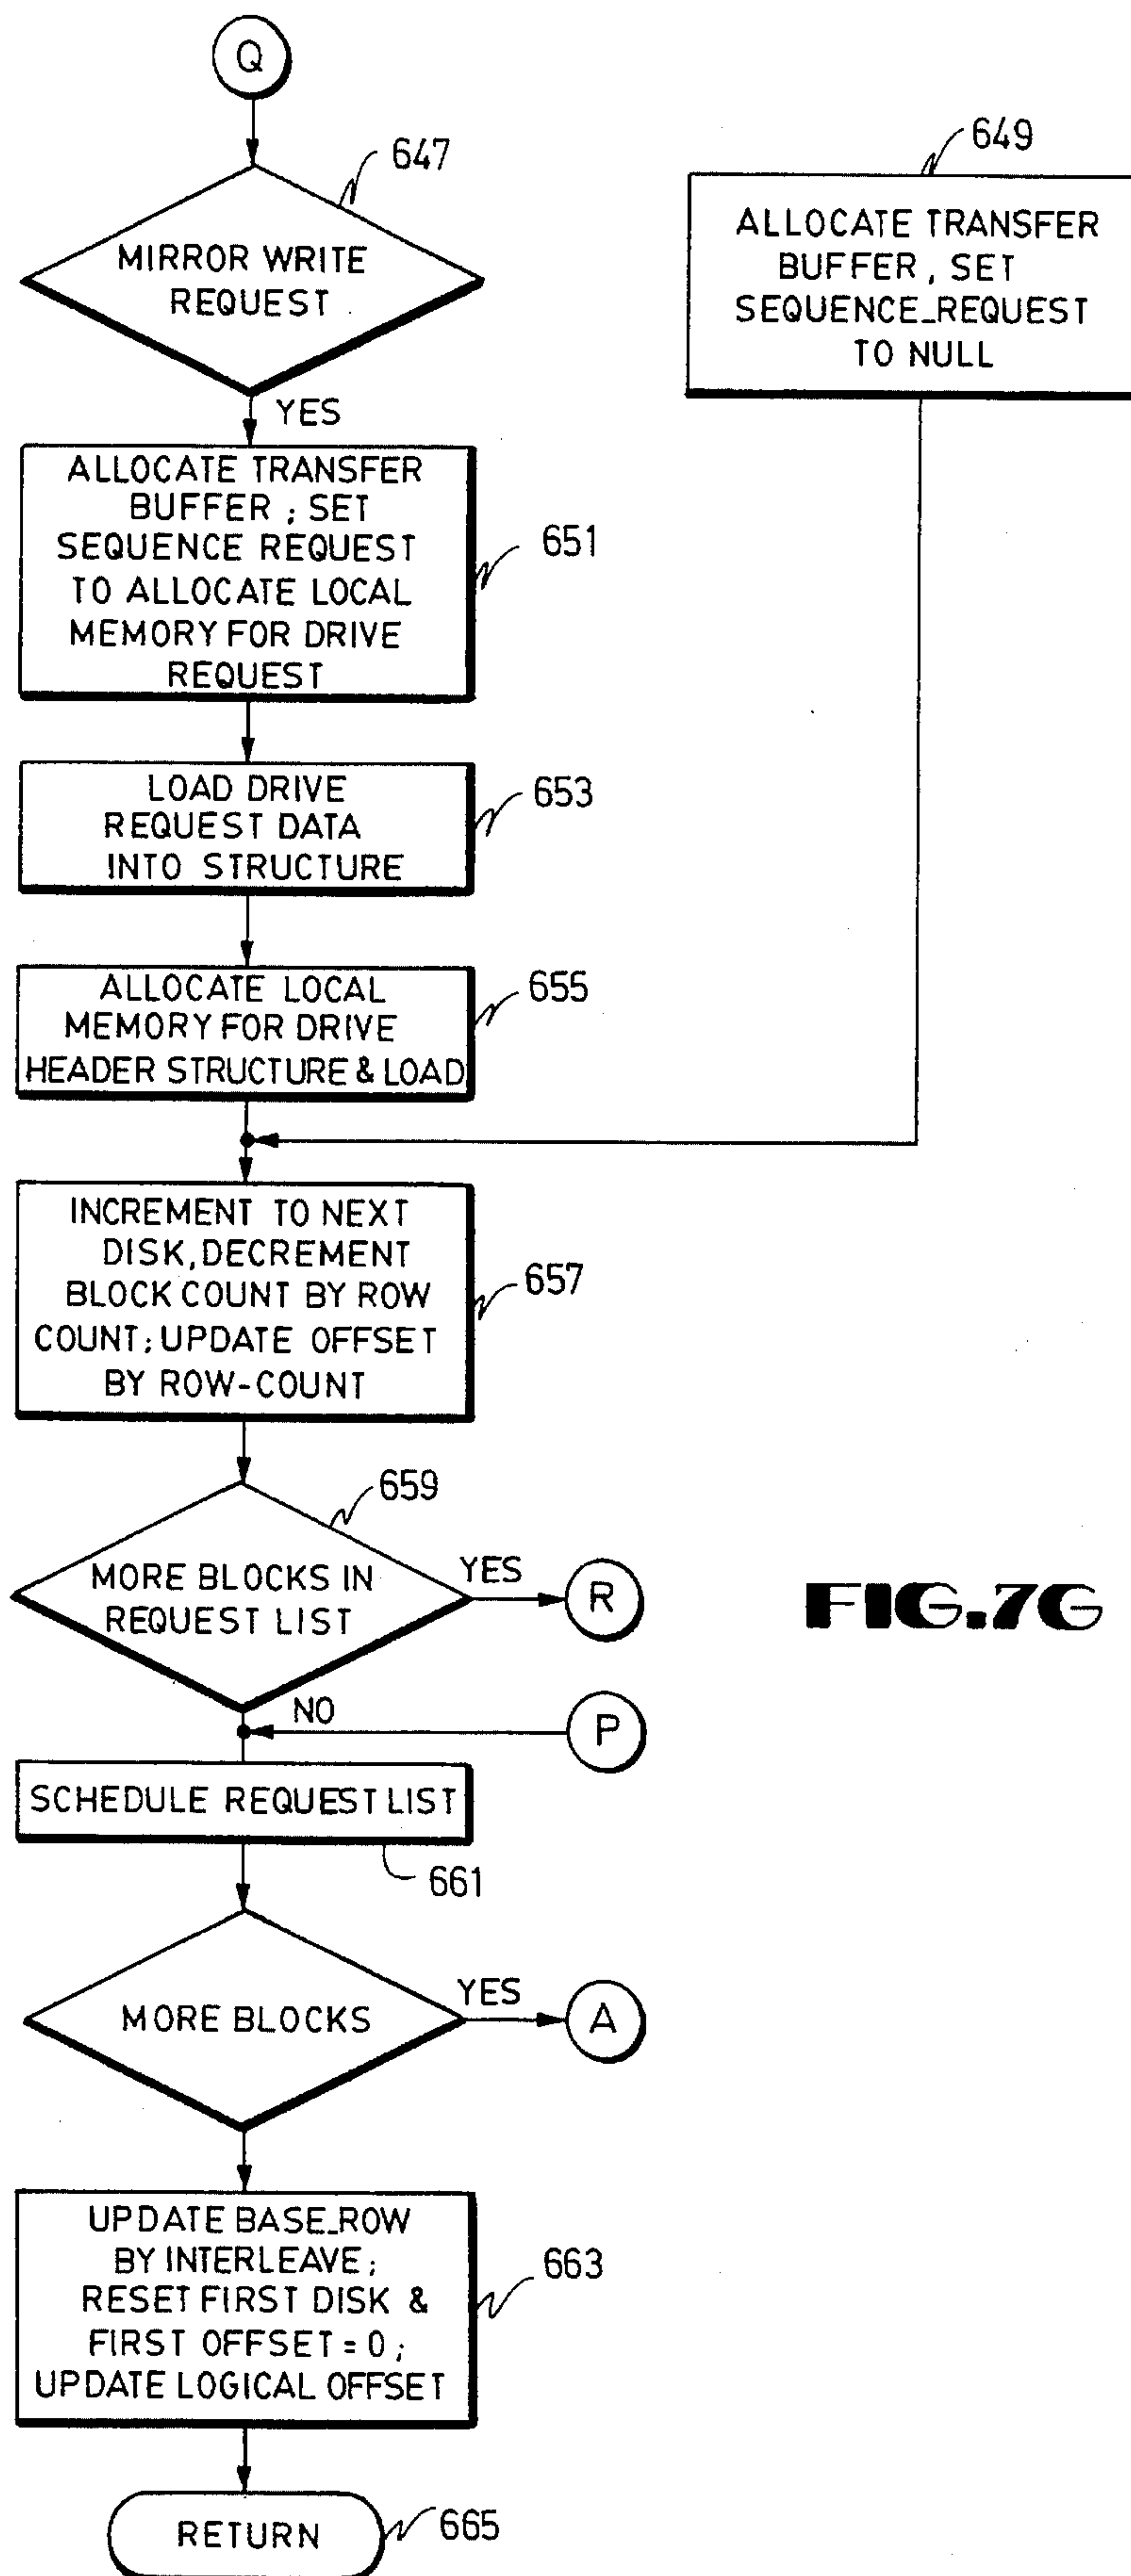 Q
647
MIRROR WRITE
REQUEST
YES
649
ALLOCATE TRANSFER
BUFFER, SET
SEQUENCE_REQUEST
TO NULL
ALLOCATE TRANSFER
BUFFER; SET
SEQUENCE REQUEST
TO ALLOCATE LOCAL
MEMORY FOR DRIVE
REQUEST
651
LOAD DRIVE
REQUEST DATA
INTO STRUCTURE
653
ALLOCATE LOCAL
MEMORY FOR DRIVE
HEADER STRUCTURE & LOAD
655
INCREMENT TO NEXT
DISK, DECREMENT
BLOCK COUNT BY ROW
COUNT; UPDATE OFFSET
BY ROW-COUNT
657
659
MORE BLOCKS IN
REQUEST LIST
YES
R
FIG.7G
NO
P
SCHEDULE REQUEST LIST
661
MORE BLOCKS
YES
A
UPDATE BASE_ROW
BY INTERLEAVE;
RESET FIRST DISK &
FIRST OFFSET = 0;
UPDATE LOGICAL OFFSET
663
RETURN
665